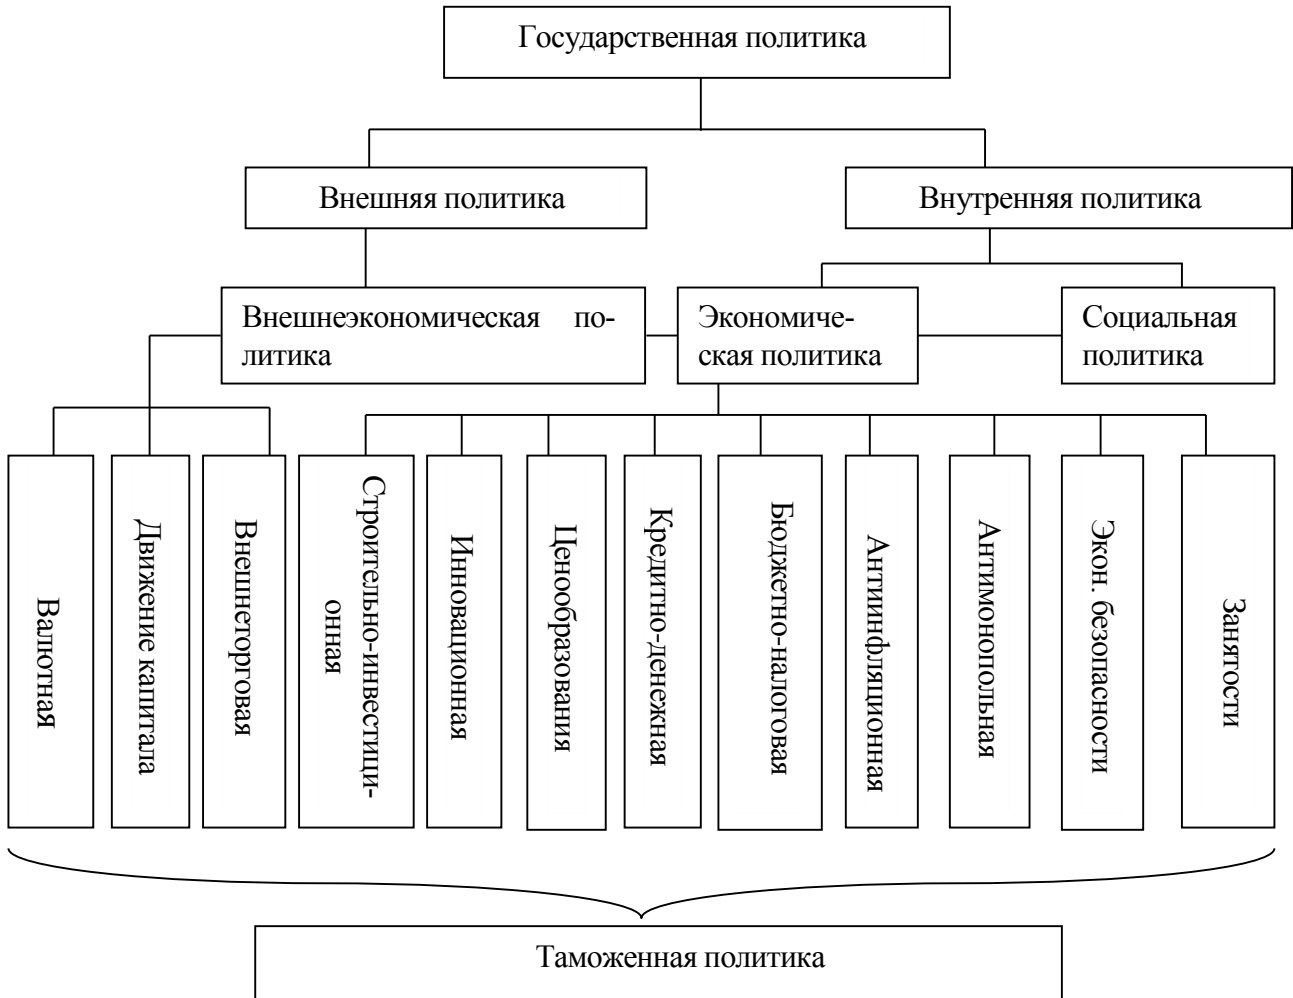 Государственная политика
Внешняя политика
Внутренняя политика
Внешнеэкономическая по-
литика
Экономиче-
ская политика
Социальная
политика
Валютная
Движение капитала
Внешнеторговая
Строительно-инвестици-
онная
Инновационная
Ценообразования
Кредитно-денежная
Бюджетно-налоговая
Антиинфляционная
Антимонопольная
Экон. безопасности
Занятости
Таможенная политика